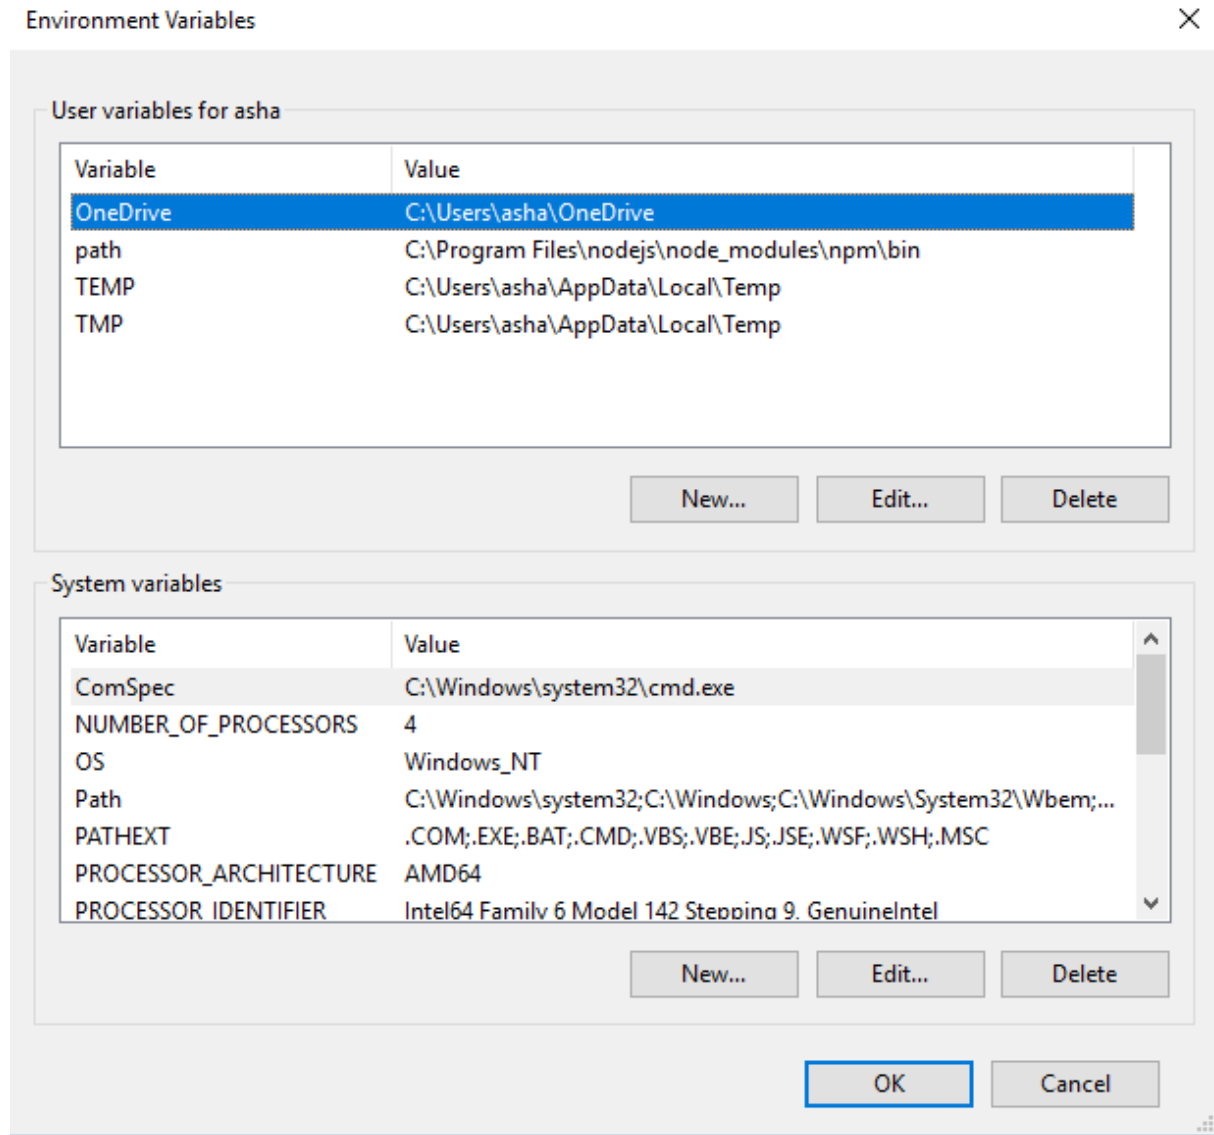 Environment Variables
User variables for asha
Variable Value
OneDrive C:\Users\asha\OneDrive
path C:\Program Files\nodejs\node_modules\npm\bin
TEMP C:\Users\asha\AppData\Local\Temp
TMP C:\Users\asha\AppData\Local\Temp
New... Edit... Delete
System variables
Variable Value
ComSpec C:\Windows\system32\cmd.exe
NUMBER_OF_PROCESSORS 4
OS Windows_NT
Path C:\Windows\system32;C:\Windows;C:\Windows\System32\Wbem;...
PATHEXT .COM;.EXE;.BAT;.CMD;.VBS;.VBE;.JS;.JSE;.WSF;.WSH;.MSC
PROCESSOR_ARCHITECTURE AMD64
PROCESSOR_IDENTIFIER Intel64 Family 6 Model 142 Stepping 9, GenuineIntel
New... Edit... Delete
OK Cancel